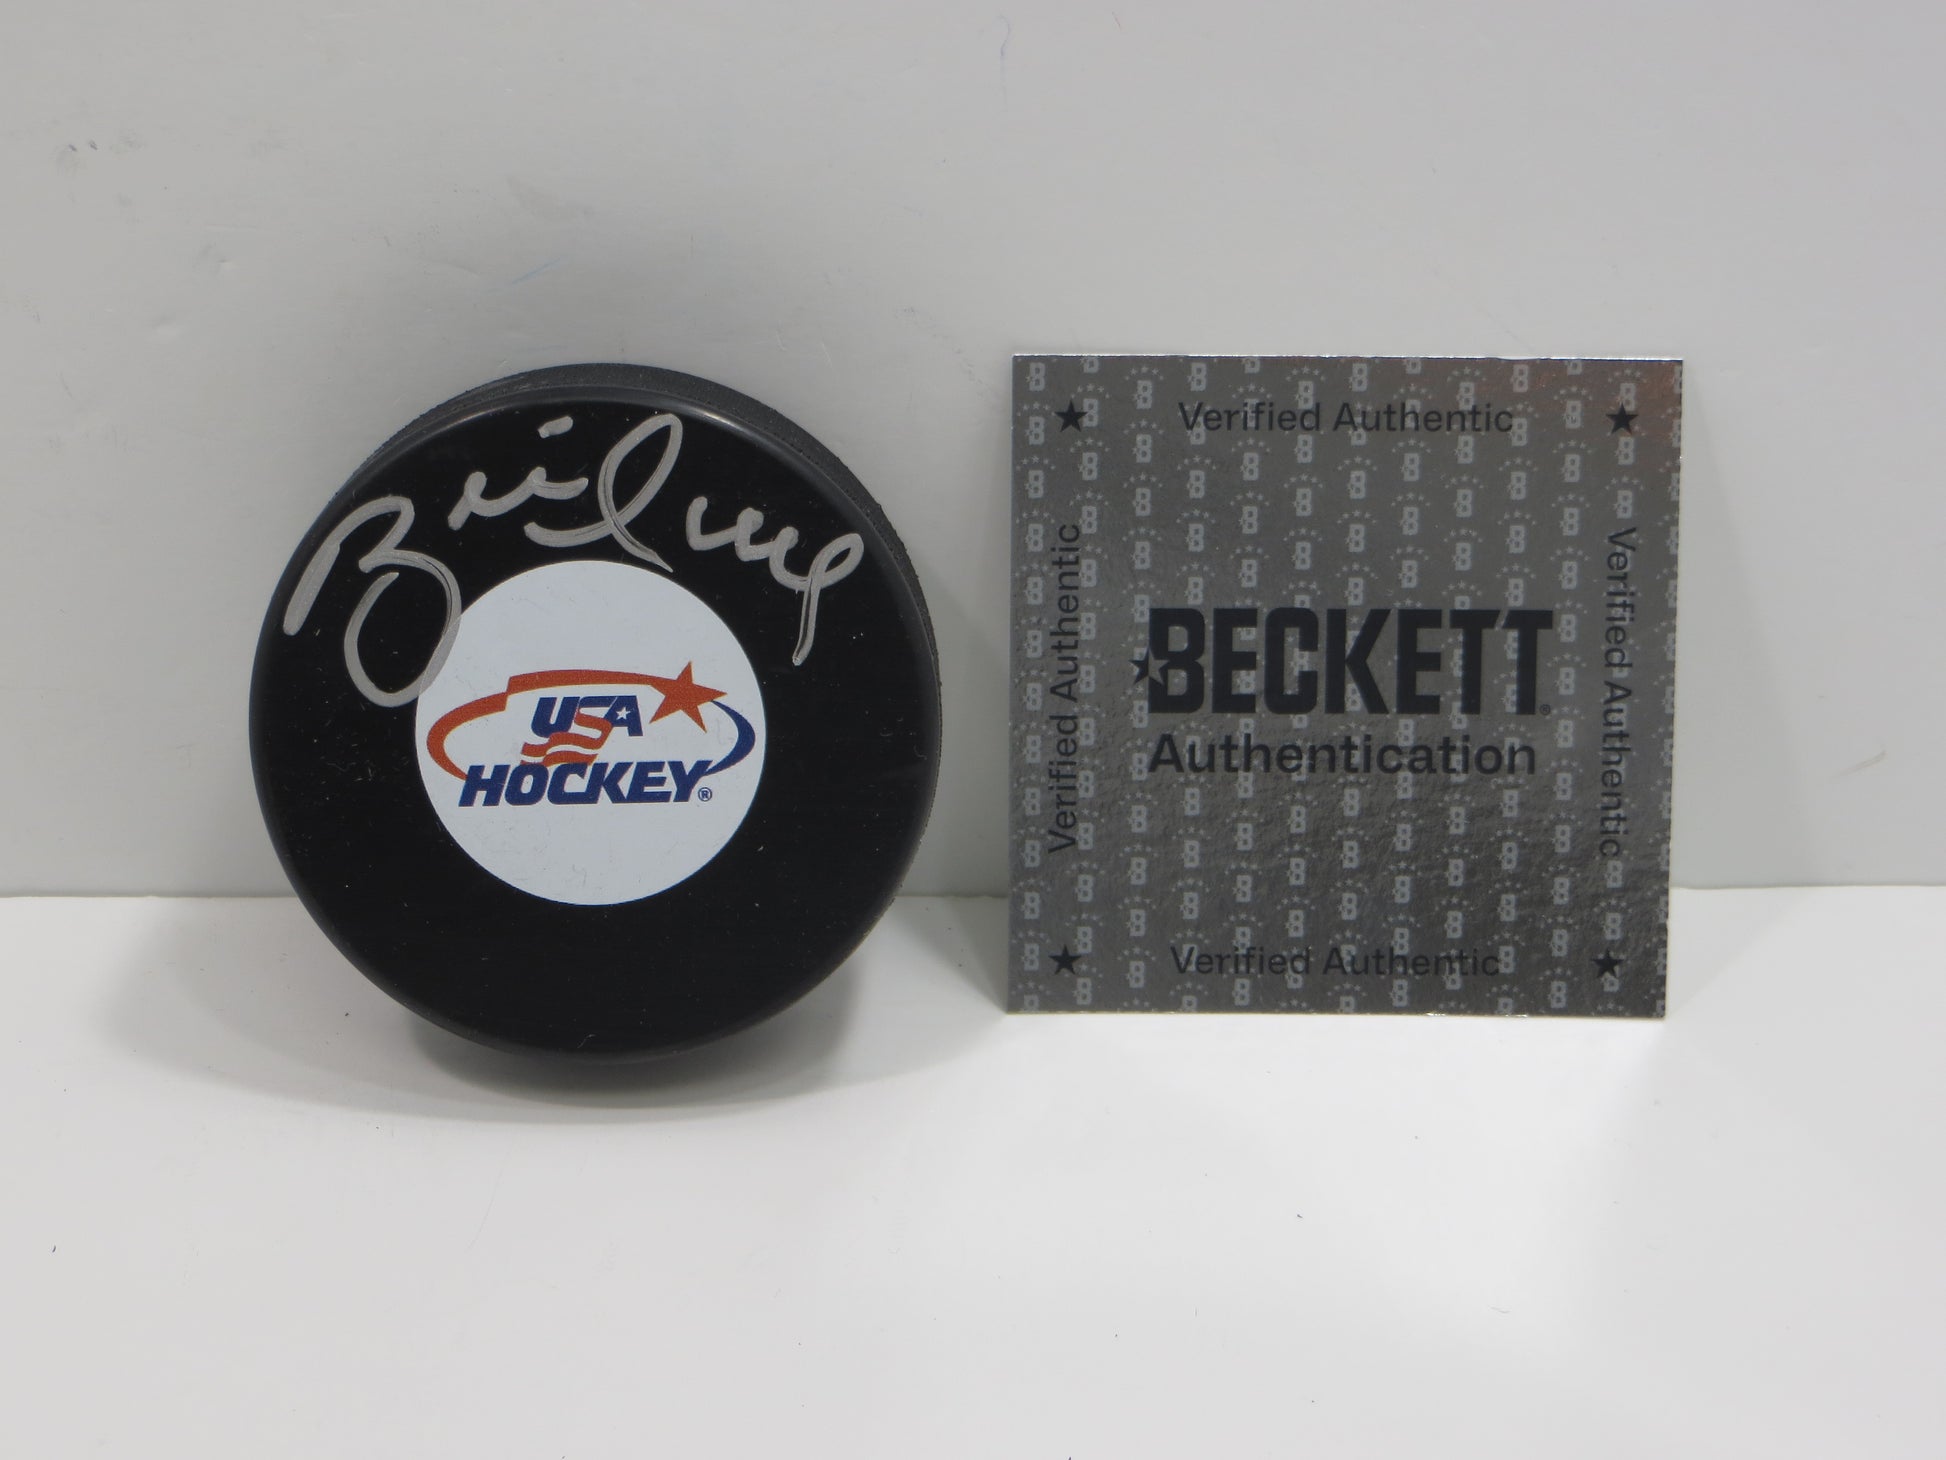 USA
HOCKEY®
Verified Authentic
Verified Authentic
BECKETT®
Authentication
Verified Authentic
Verified Authentic